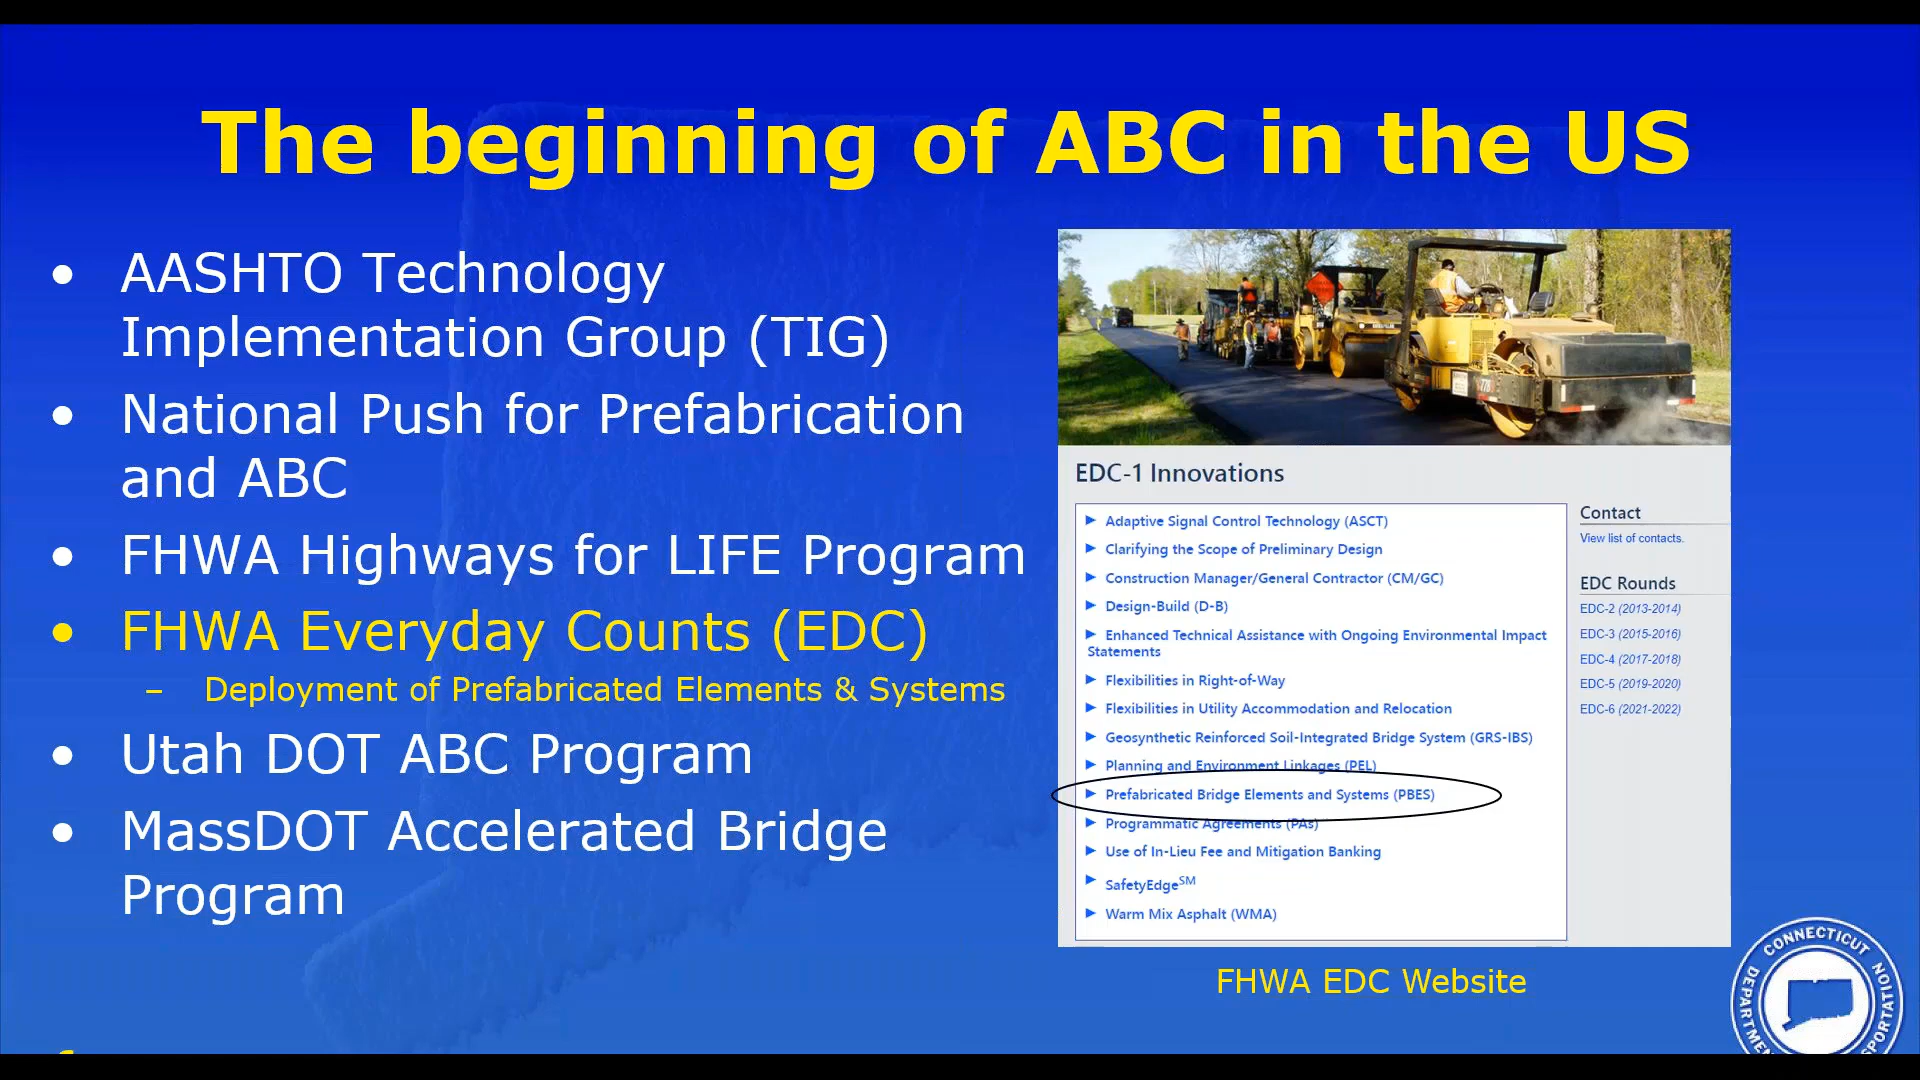 The beginning of ABC in the US
• AASHTO Technology
Implementation Group (TIG)
• National Push for Prefabrication
and ABC
• FHWA Highways for LIFE Program
• FHWA Everyday Counts (EDC)
– Deployment of Prefabricated Elements & Systems
• Utah DOT ABC Program
• MassDOT Accelerated Bridge
Program
EDC-1 Innovations
Adaptive Signal Control Technology (ASCT)
Clarifying the Scope of Preliminary Design
Construction Manager/General Contractor (CM/GC)
Design-Build (D-B)
Enhanced Technical Assistance with Ongoing Environmental Impact
Statements
Flexibilities in Right-of-Way
Flexibilities in Utility Accommodation and Relocation
Geosynthetic Reinforced Soil-Integrated Bridge System (GRS-IBS)
Planning and Environment Linkages (PEL)
Prefabricated Bridge Elements and Systems (PBES)
Programmatic Agreements (PAs)
Use of In-Lieu Fee and Mitigation Banking
SafetyEdgeSM
Warm Mix Asphalt (WMA)
Contact
View list of contacts.
EDC Rounds
EDC-2 (2013-2014)
EDC-3 (2015-2016)
EDC-4 (2017-2018)
EDC-5 (2019-2020)
EDC-6 (2021-2022)
FHWA EDC Website
CONNECTICUT